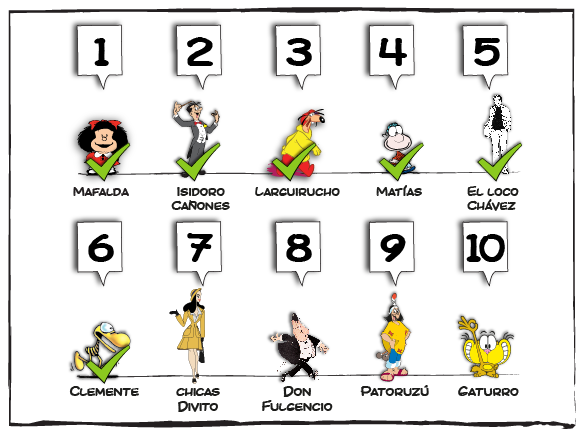 1 2 3 4 5
Mafalda Isidoro Cañones Larguirucho Matías El loco Chávez
6 7 8 9 10
Clemente chicas Divito Don Fulgencio Patoruzú Gaturro